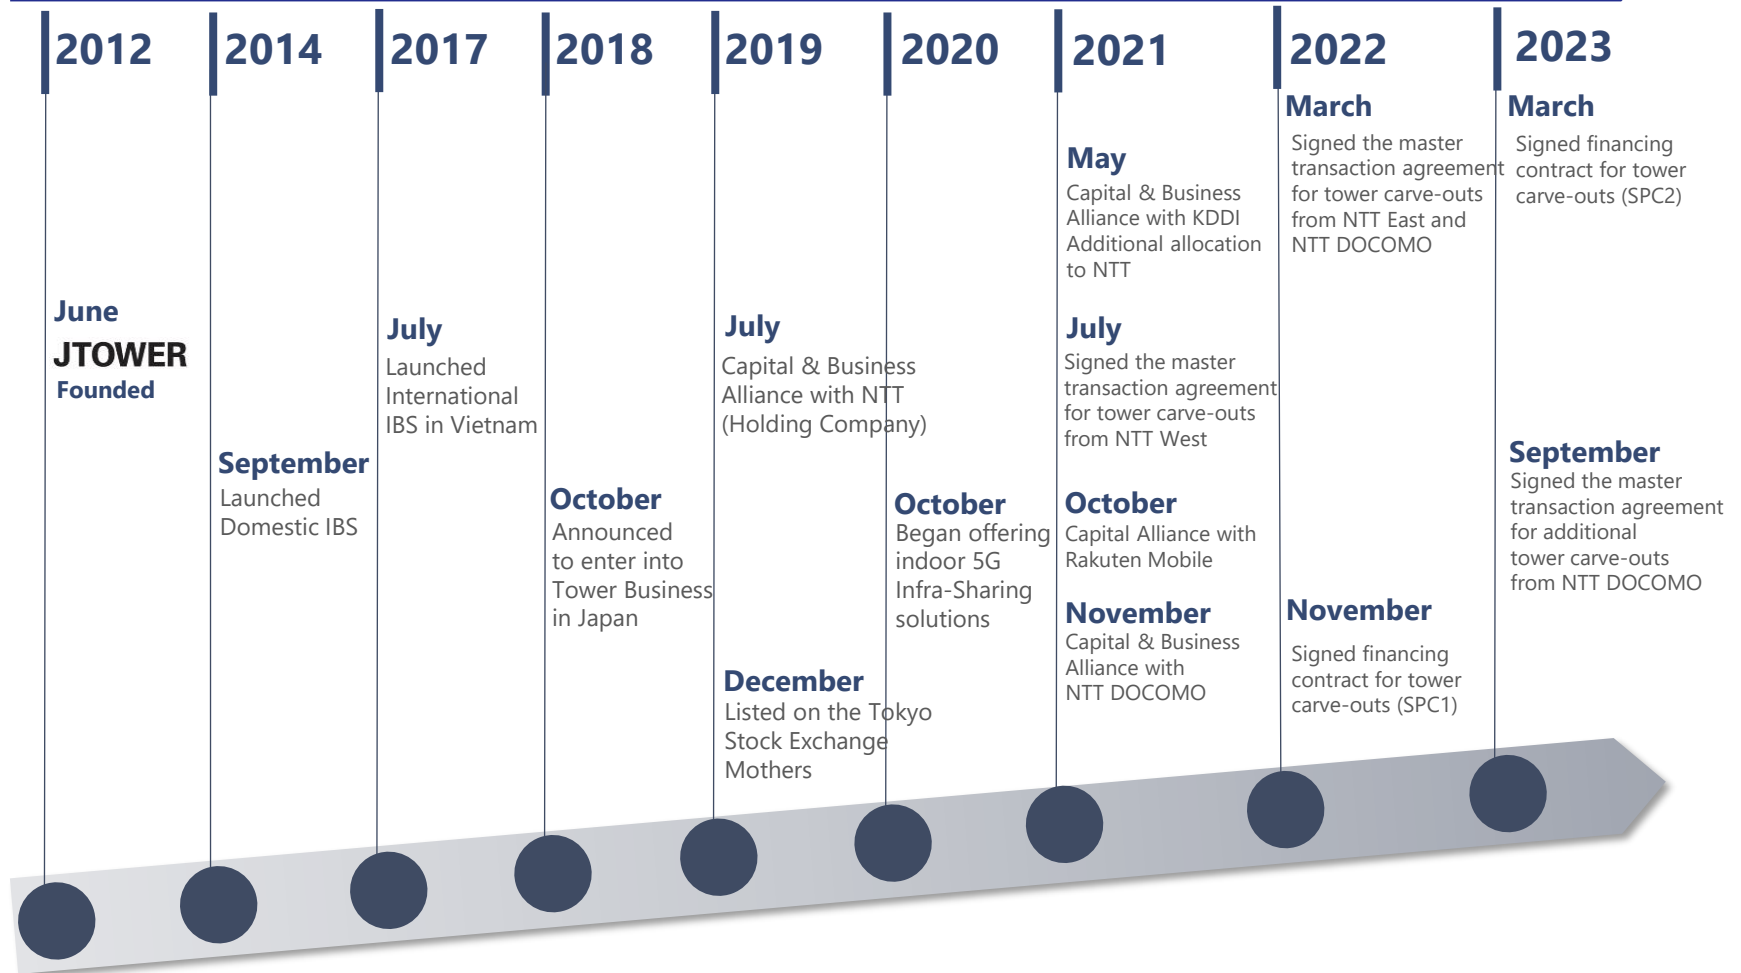 2012
June
JTOWER
Founded
2014
September
Launched
Domestic IBS
2017
July
Launched
International
IBS in Vietnam
2018
October
Announced
to enter into
Tower Business
in Japan
2019
July
Capital & Business
Alliance with NTT
(Holding Company)
December
Listed on the Tokyo
Stock Exchange
Mothers
2020
October
Began offering
indoor 5G
Infra-Sharing
solutions
2021
May
Capital & Business
Alliance with KDDI
Additional allocation
to NTT
July
Signed the master
transaction agreement
for tower carve-outs
from NTT West
October
Capital Alliance with
Rakuten Mobile
November
Capital & Business
Alliance with
NTT DOCOMO
2022
March
Signed the master
transaction agreement
for tower carve-outs
from NTT East and
NTT DOCOMO
November
Signed financing
contract for tower
carve-outs (SPC1)
2023
March
Signed financing
contract for tower
carve-outs (SPC2)
September
Signed the master
transaction agreement
for additional
tower carve-outs
from NTT DOCOMO